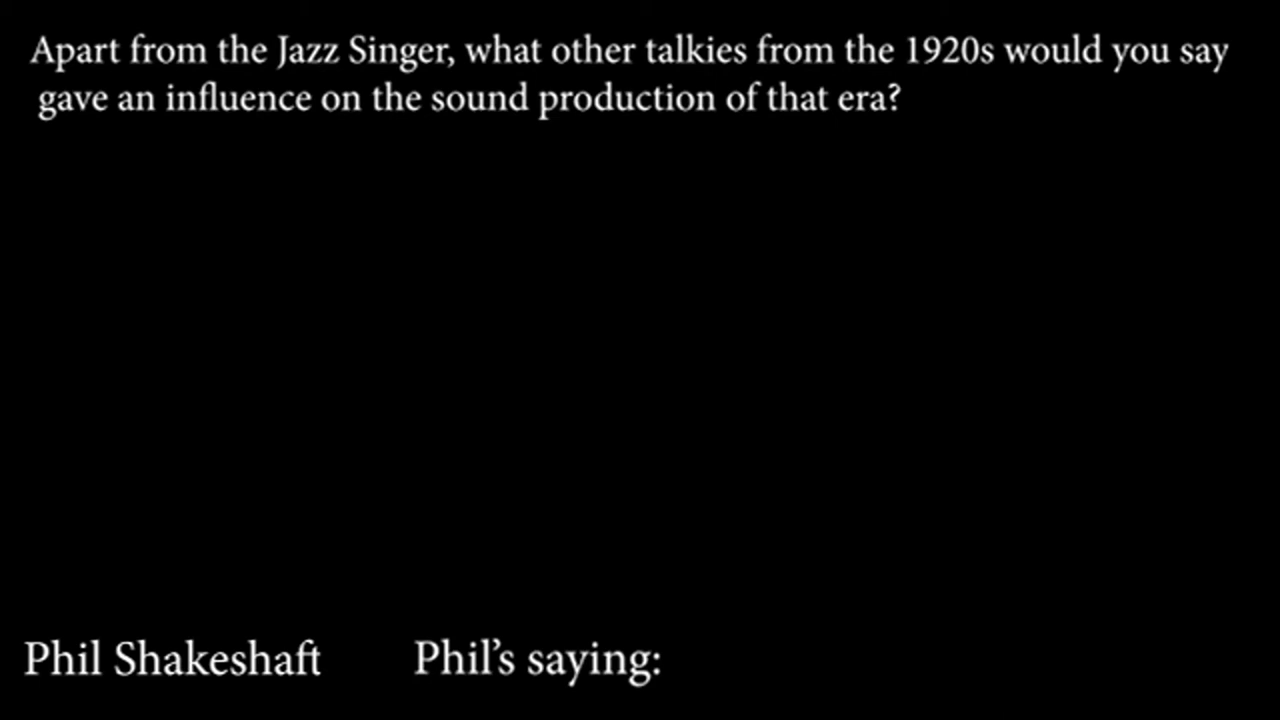 Apart from the Jazz Singer, what other talkies from the 1920s would you say
gave an influence on the sound production of that era?
Phil Shakeshaft Phil’s saying: